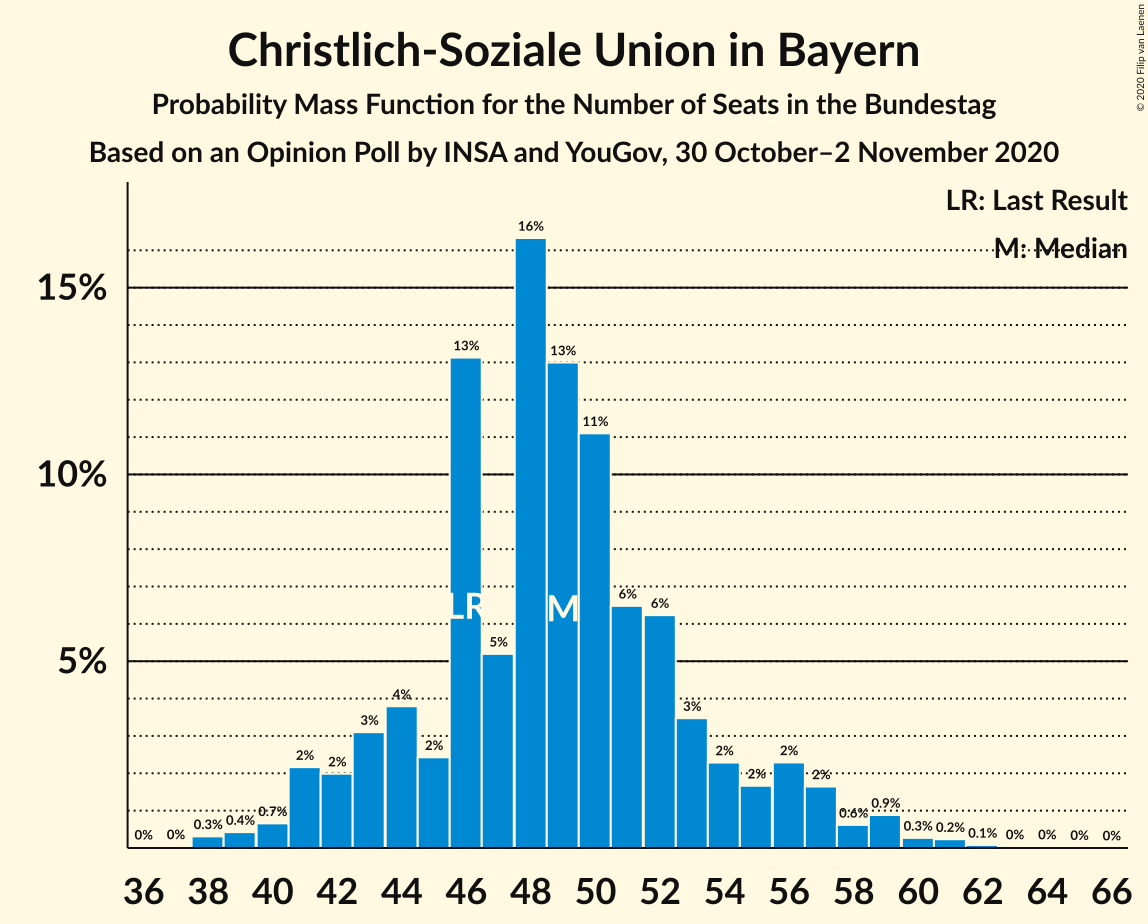 Christlich-Soziale Union in Bayern
Probability Mass Function for the Number of Seats in the Bundestag
Based on an Opinion Poll by INSA and YouGov, 30 October–2 November 2020
© 2020 Filip van Laenen
LR: Last Result
M: Median
16%
15%
13%
13%
11%
10%
LR
M
6%
6%
5%
5%
4%
3%
3%
2%
2%
2%
2%
2%
2%
2%
0.9%
0.7%
0.6%
0.4%
0.3%
0.3%
0.2%
0.1%
0% 0% 0% 0% 0% 0%
36 38 40 42 44 46 48 50 52 54 56 58 60 62 64 66